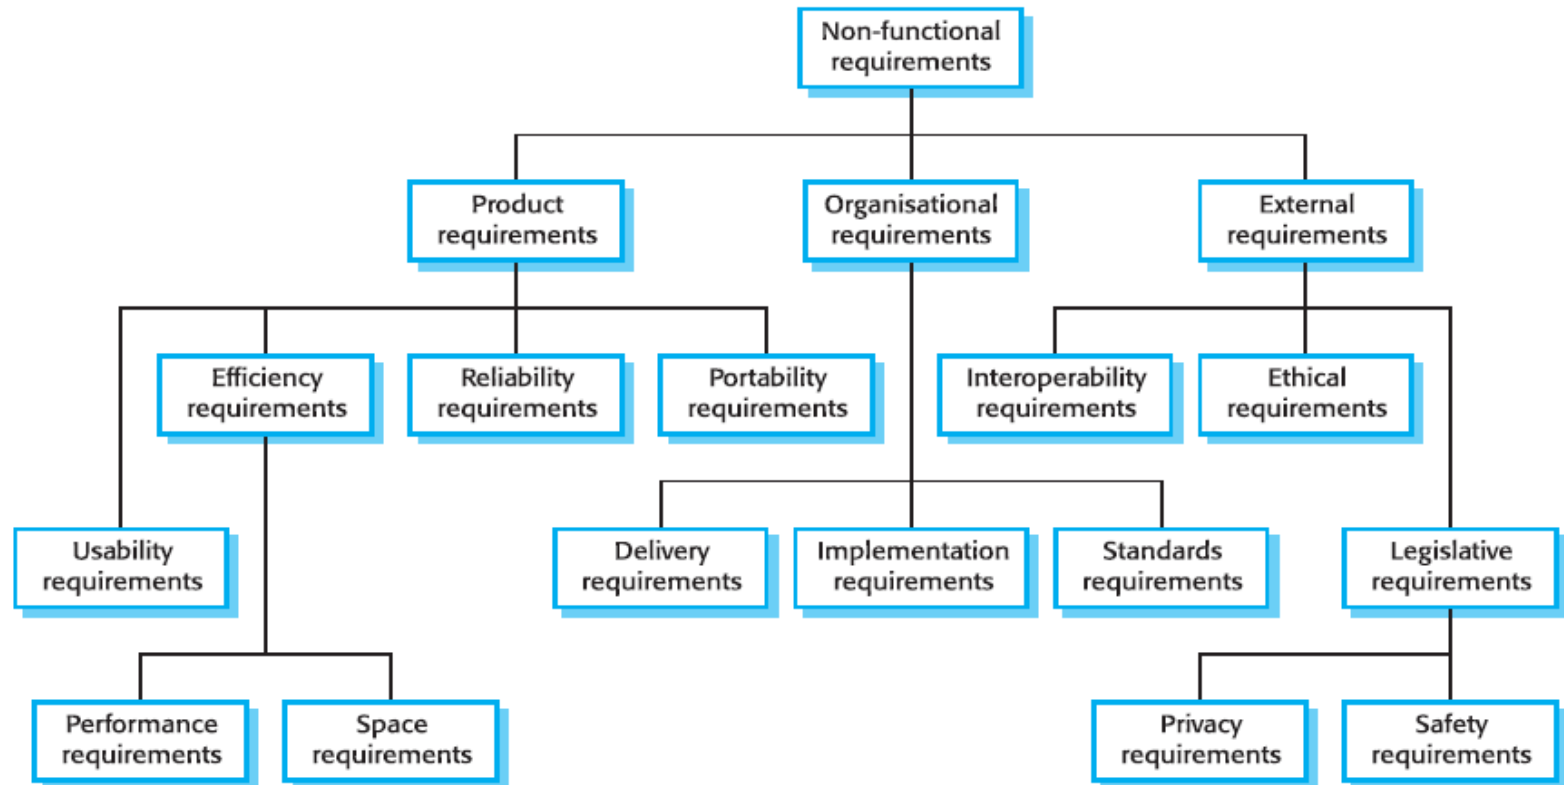 Non-functional
requirements
Product
requirements
Organisational
requirements
External
requirements
Efficiency
requirements
Reliability
requirements
Portability
requirements
Interoperability
requirements
Ethical
requirements
Usability
requirements
Delivery
requirements
Implementation
requirements
Standards
requirements
Legislative
requirements
Performance
requirements
Space
requirements
Privacy
requirements
Safety
requirements